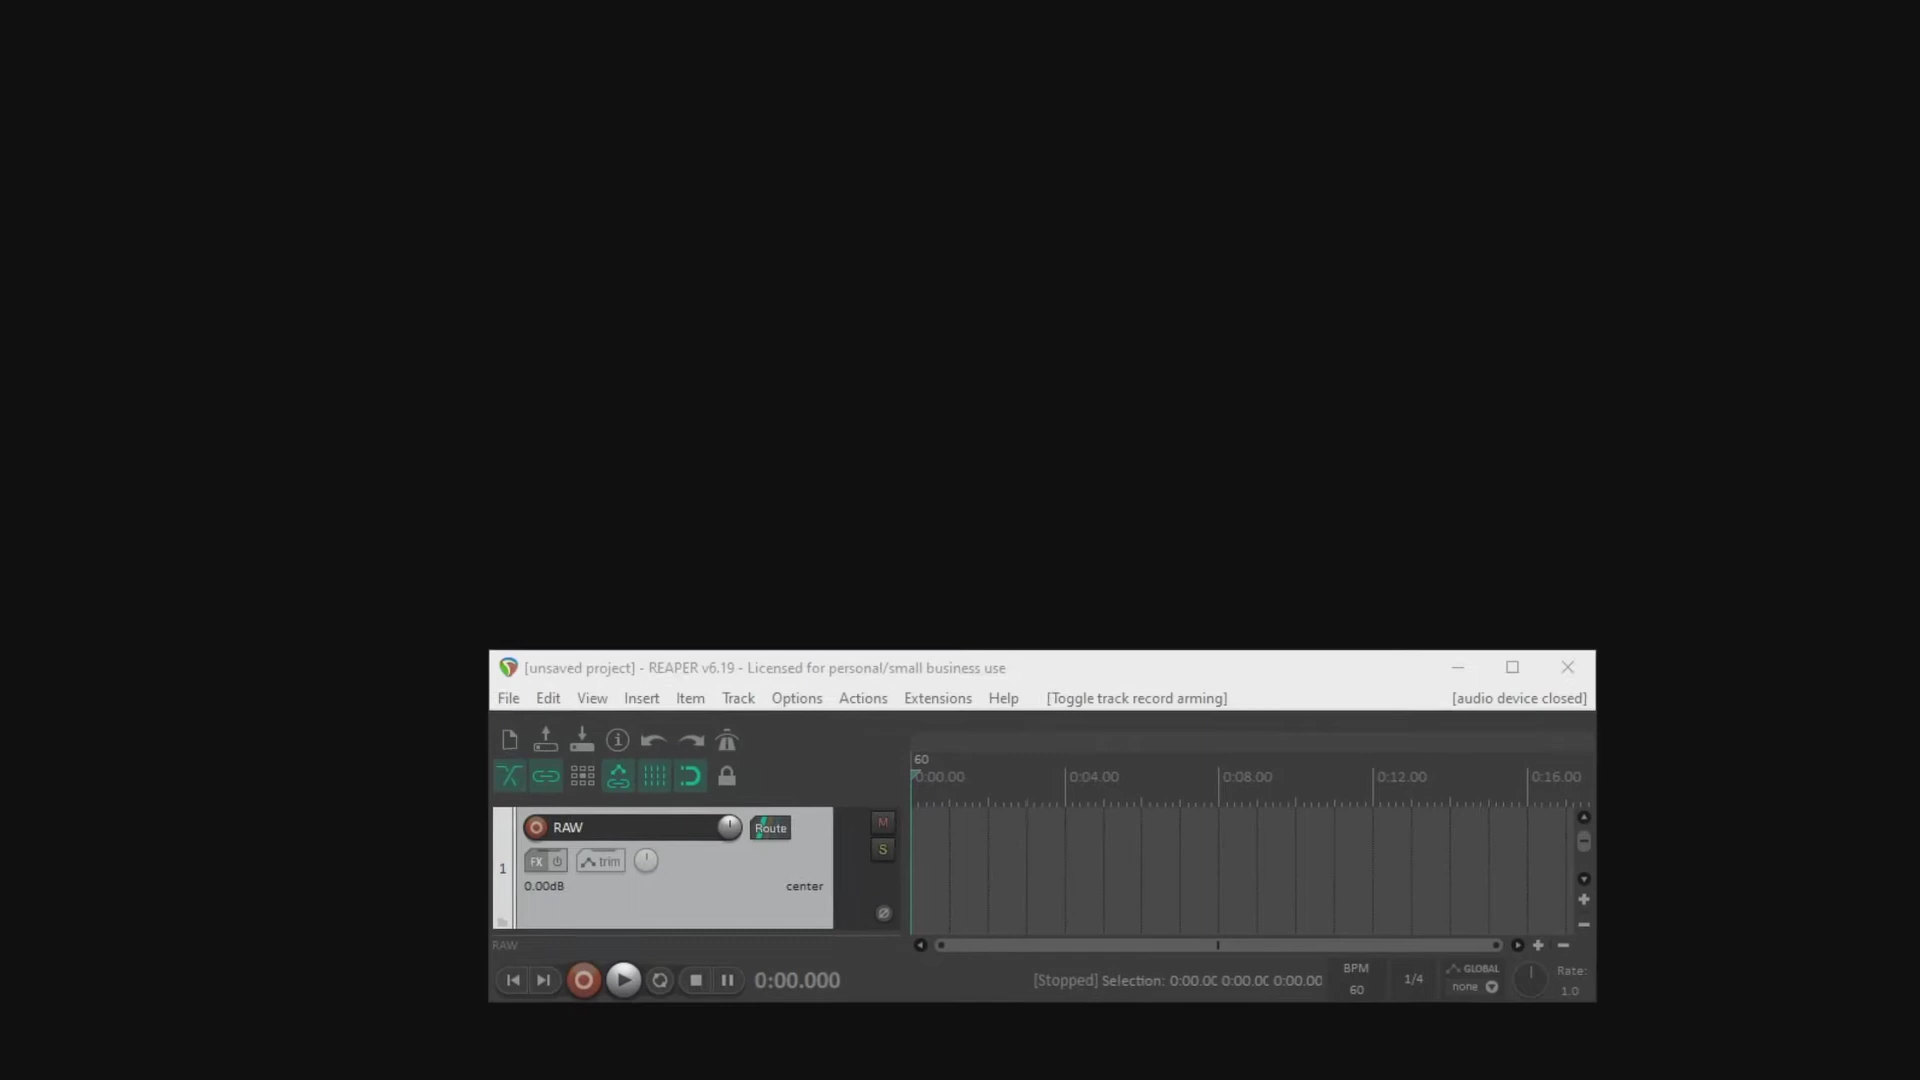 [unsaved project] - REAPER v6.19 - Licensed for personal/small business use
File Edit View Insert Item Track Options Actions Extensions Help [Toggle track record arming] [audio device closed]
60
0:00.00 0:04.00 0:08.00 0:12.00 0:16.00
RAW Route M
FX trim S
1
0.00dB center
RAW
0:00.000 [Stopped] Selection: 0:00.0 0:00.0 0:00.00
BPM
60
1/4
GLOBAL
none
Rate:
1.0